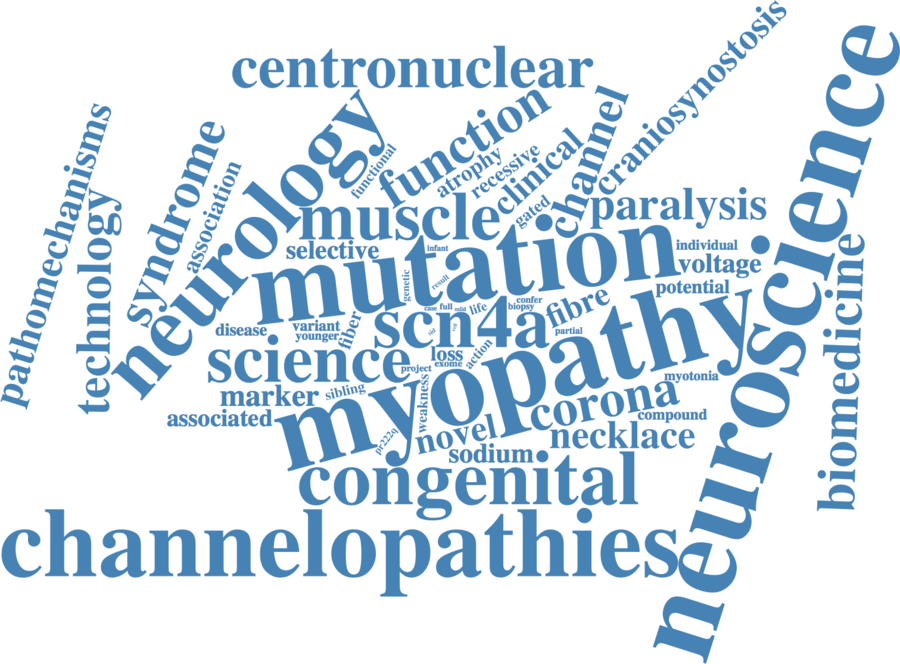 centronuclear
craniosynostosis
neuroscience
pathomechanisms
technology
syndrome
association
neurology
functional
function
atrophy
recessive
clinical
gated
channel
muscle
paralysis
selective
infant
mutation
individual
voltage
potential
genetic
result
case
full
mild
life
confer
biopsy
fibre
partial
disease
variant
younger
fiber
scn4a
science
loss
action
project
exome
myopathy
myotonia
biomedicine
marker
sibling
associated
weakness
corona
compound
novel
necklace
sodium
congenital
channelopathies